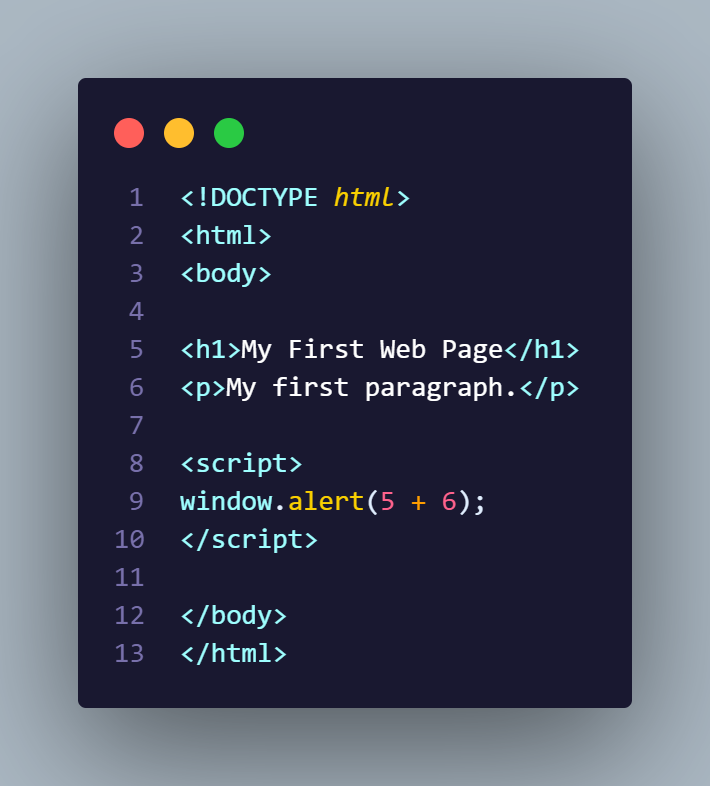 1 <!DOCTYPE html>
2 <html>
3 <body>
4
5 <h1>My First Web Page</h1>
6 <p>My first paragraph.</p>
7
8 <script>
9 window.alert(5 + 6);
10 </script>
11
12 </body>
13 </html>